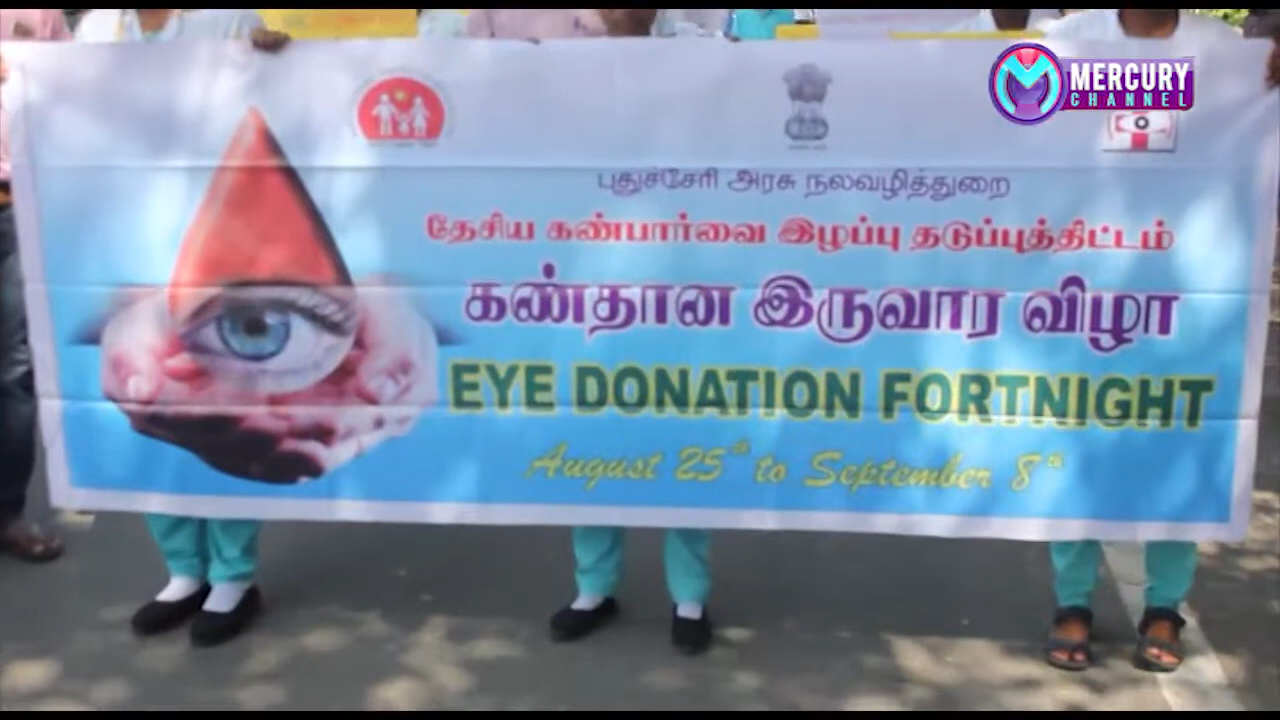 MERCURY
CHANNEL
புதுச்சேரி அரசு நலவழித்துறை
தேசிய கண்பார்வை இழப்பு தடுப்புத்திட்டம்
கண்தான இருவார விழா
EYE DONATION FORTNIGHT
August 25th to September 8th